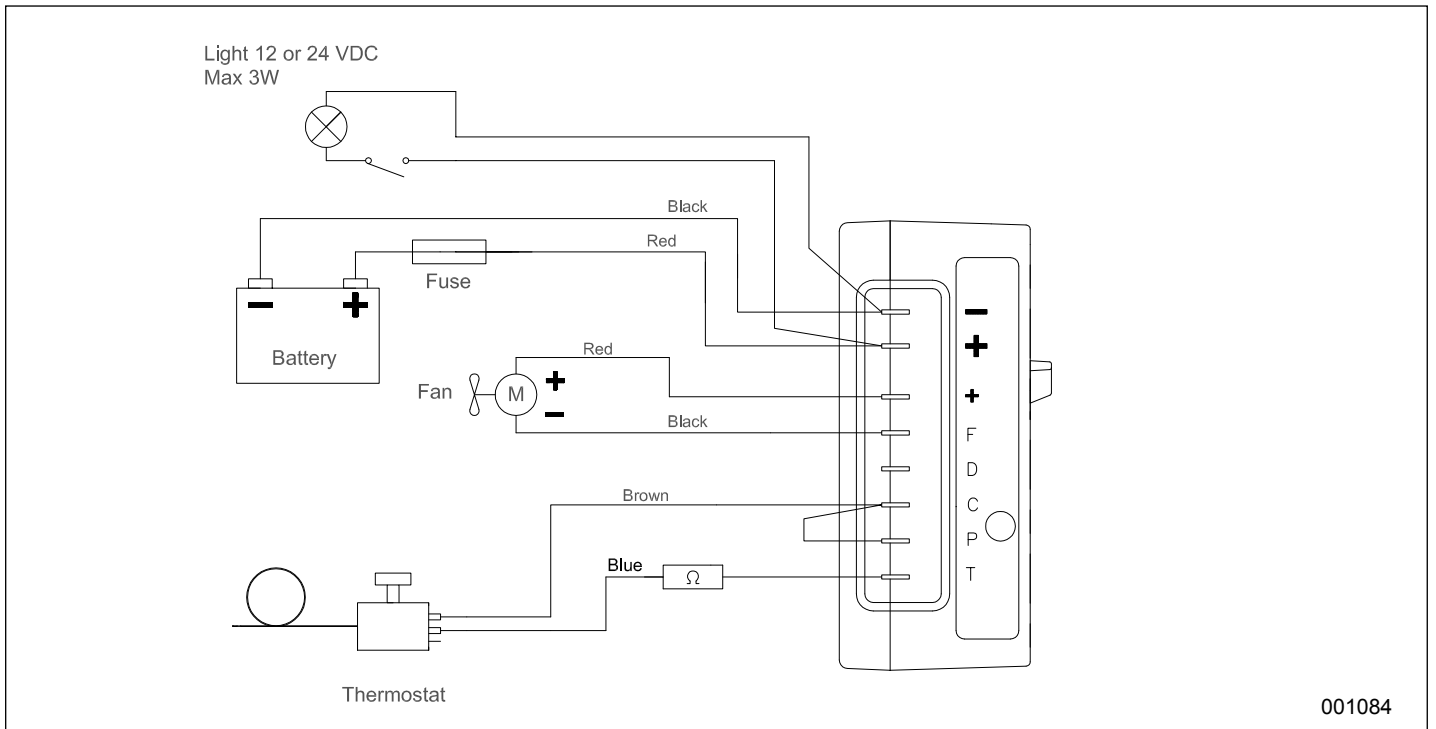 Light 12 or 24 VDC
Max 3W
Black
Red
Fuse
− +
Battery
Red
Fan
M
+
−
Black
Brown
Blue
Ω
Thermostat
−
+
+
F
D
C
P
T
001084